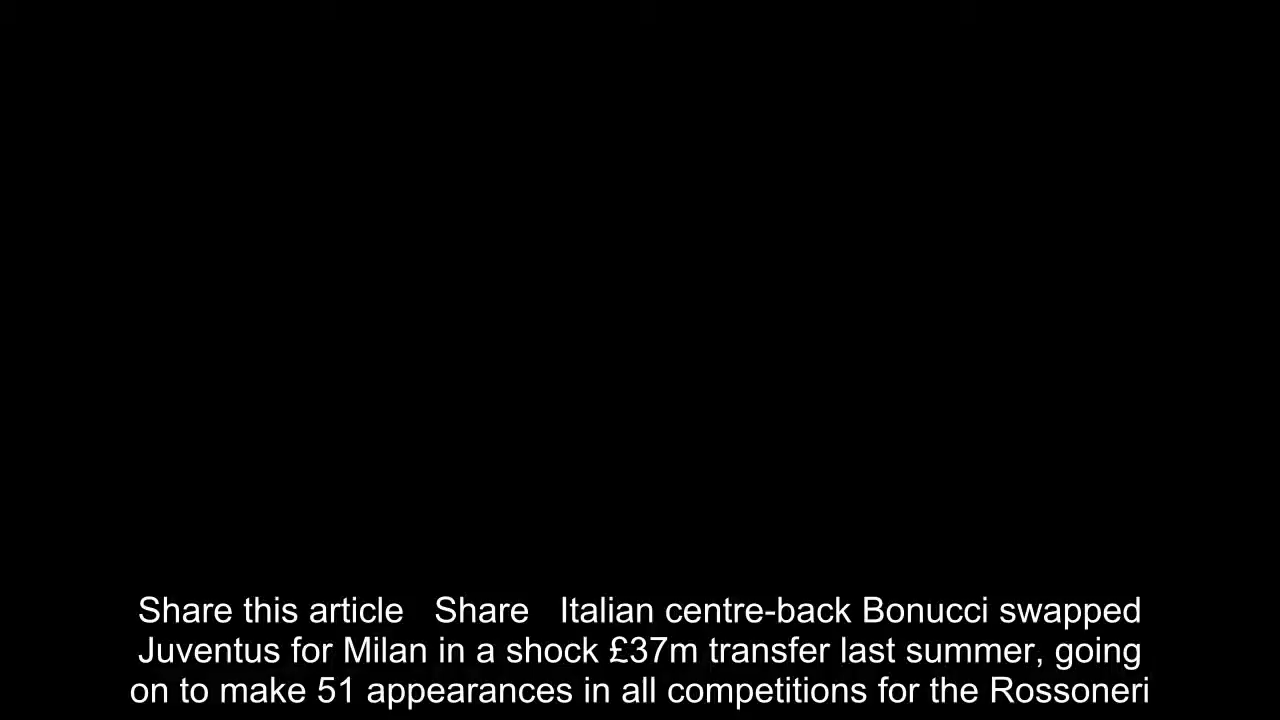 Share this article   Share   Italian centre-back Bonucci swapped
Juventus for Milan in a shock £37m transfer last summer, going
on to make 51 appearances in all competitions for the Rossoneri